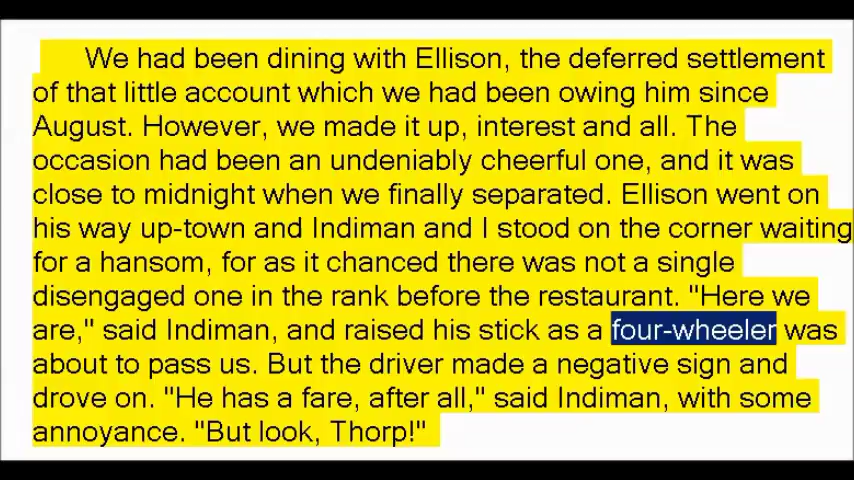 We had been dining with Ellison, the deferred settlement
of that little account which we had been owing him since
August. However, we made it up, interest and all. The
occasion had been an undeniably cheerful one, and it was
close to midnight when we finally separated. Ellison went on
his way up-town and Indiman and I stood on the corner waiting
for a hansom, for as it chanced there was not a single
disengaged one in the rank before the restaurant. "Here we
are," said Indiman, and raised his stick as a four-wheeler was
about to pass us. But the driver made a negative sign and
drove on. "He has a fare, after all," said Indiman, with some
annoyance. "But look, Thorp!"